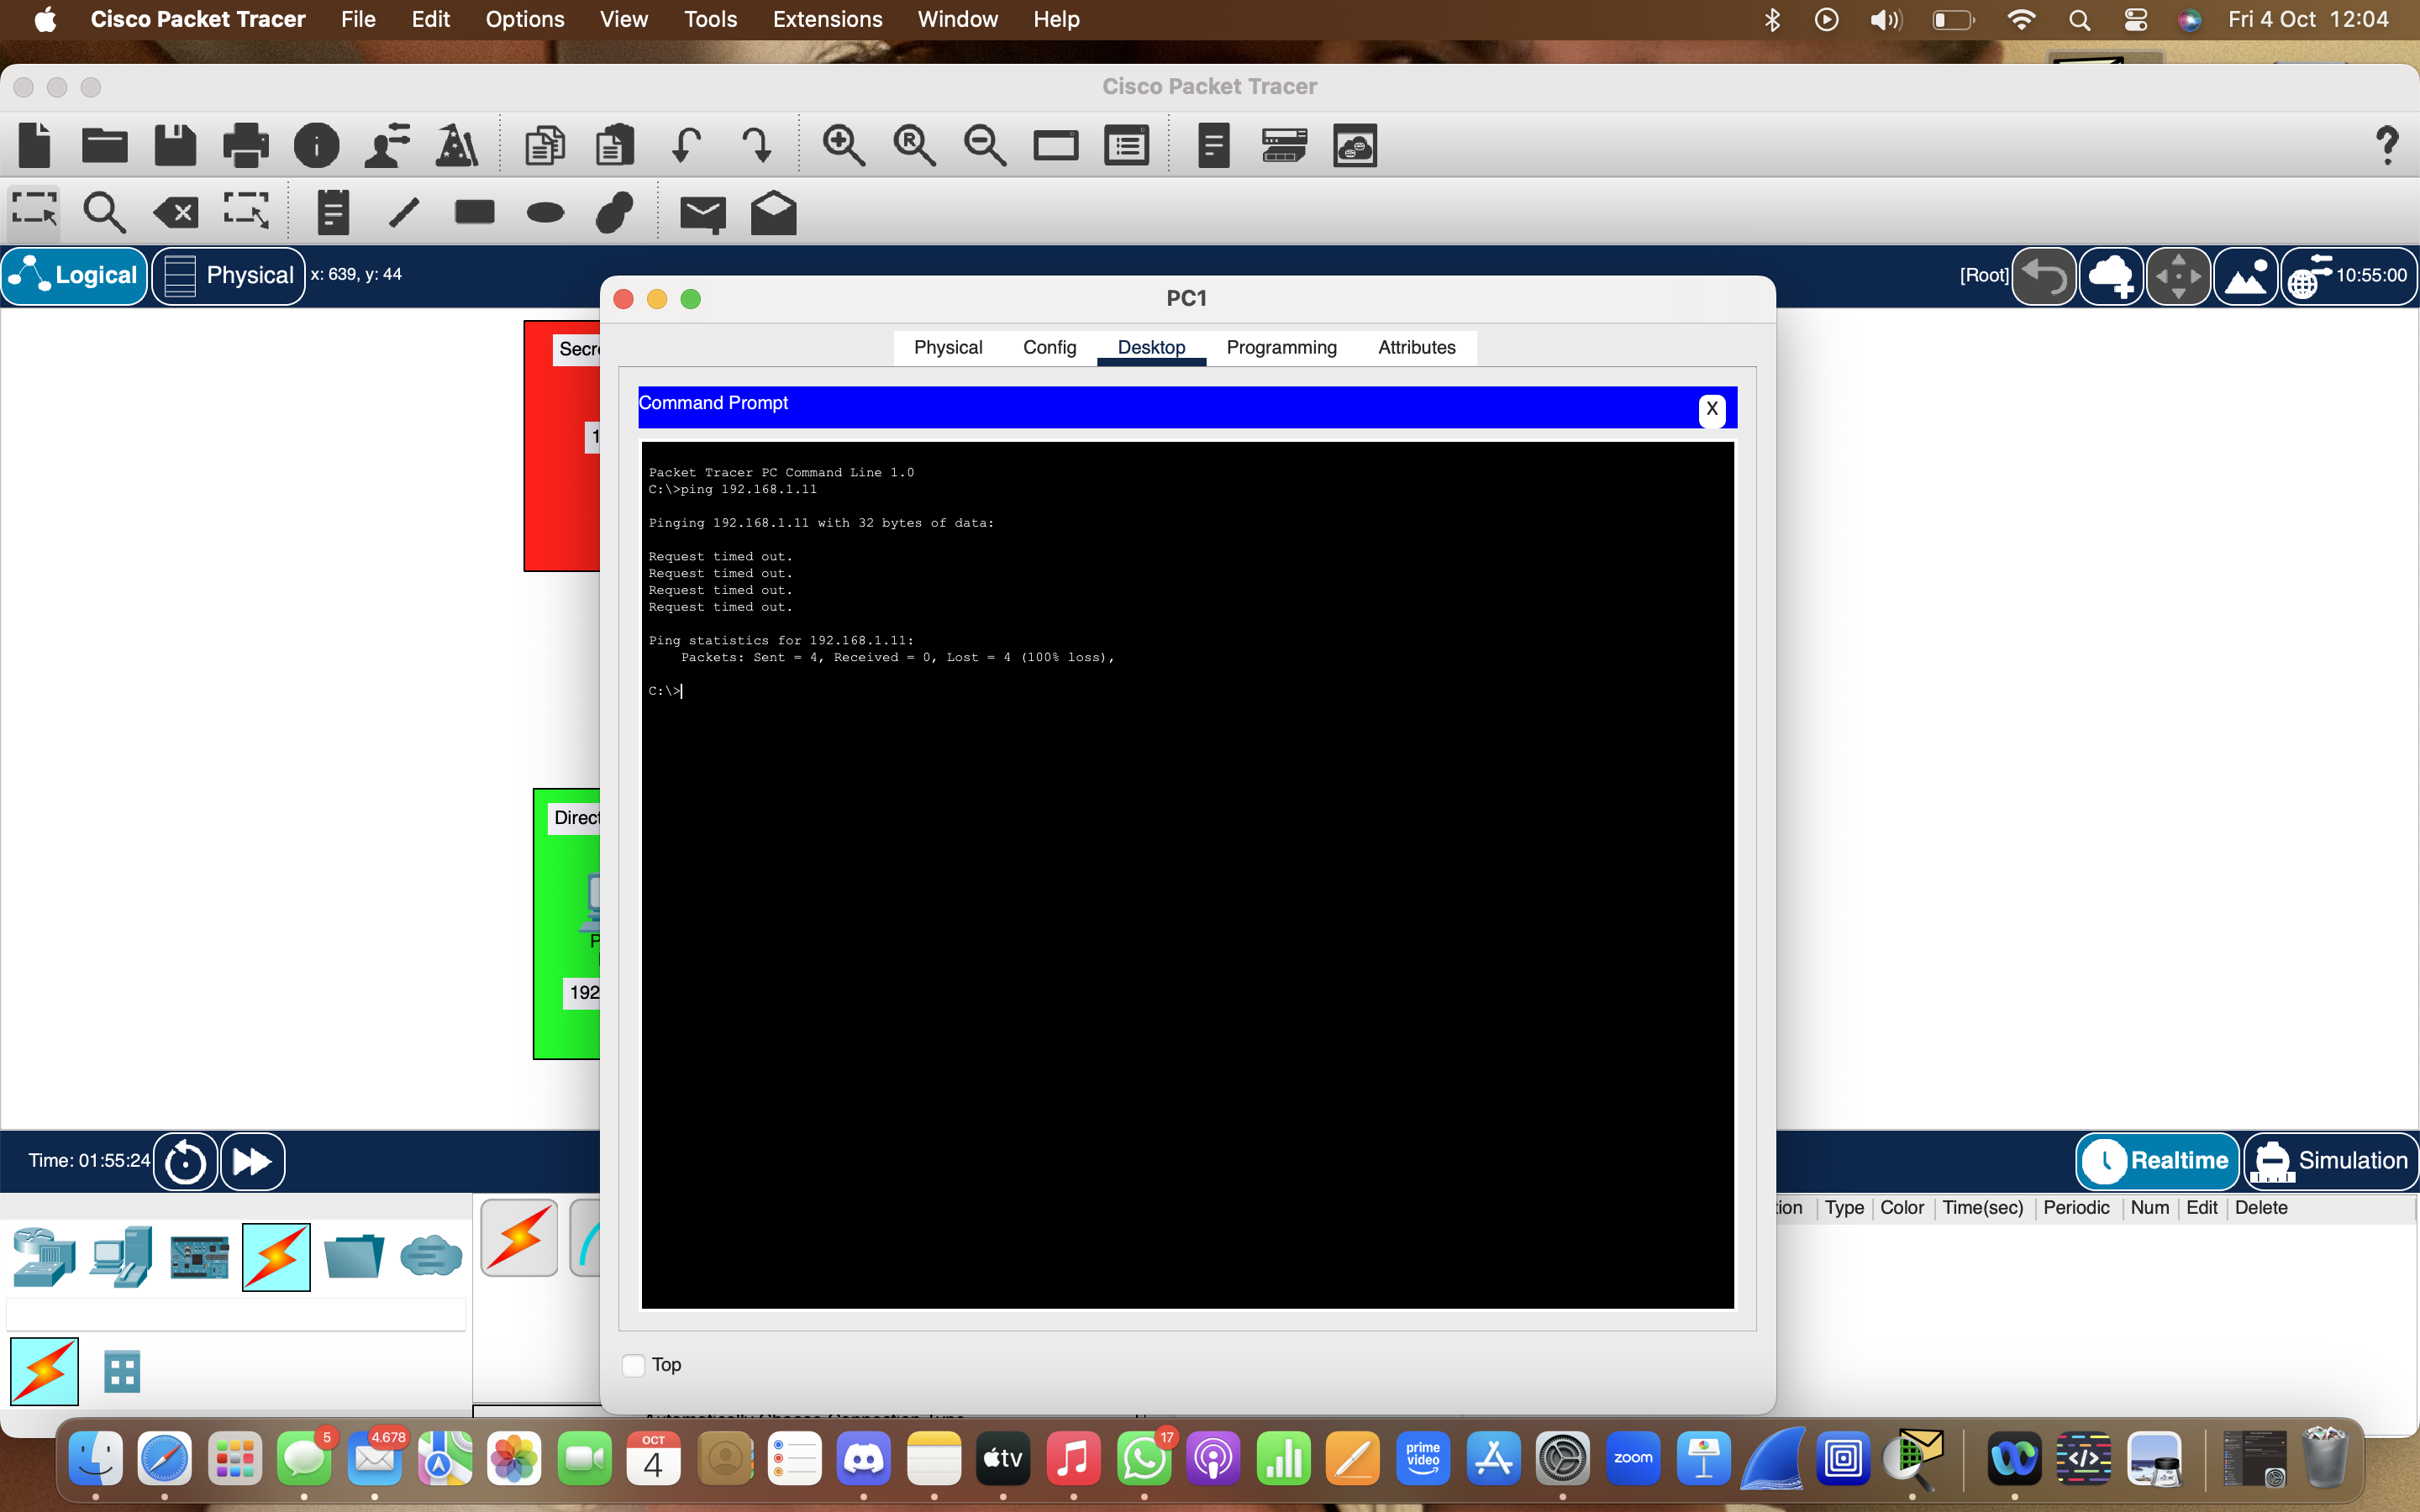 Cisco Packet Tracer File Edit Options View Tools Extensions Window Help Fri 4 Oct 12:04
Cisco Packet Tracer
Logical Physical x: 639, y: 44 [Root] 10:55:00
PC1
Physical Config Desktop Programming Attributes
Secr
Command Prompt X
1
Packet Tracer PC Command Line 1.0
C:\>ping 192.168.1.11
Pinging 192.168.1.11 with 32 bytes of data:
Request timed out.
Request timed out.
Request timed out.
Request timed out.
Ping statistics for 192.168.1.11:
Packets: Sent = 4, Received = 0, Lost = 4 (100% loss),
C:\>
Direct
P
192
Time: 01:55:24 Realtime Simulation
tion Type Color Time(sec) Periodic Num Edit Delete
Top
Automatically Choose Connection Type
5 4.678 OCT 4 tv 17 prime video zoom